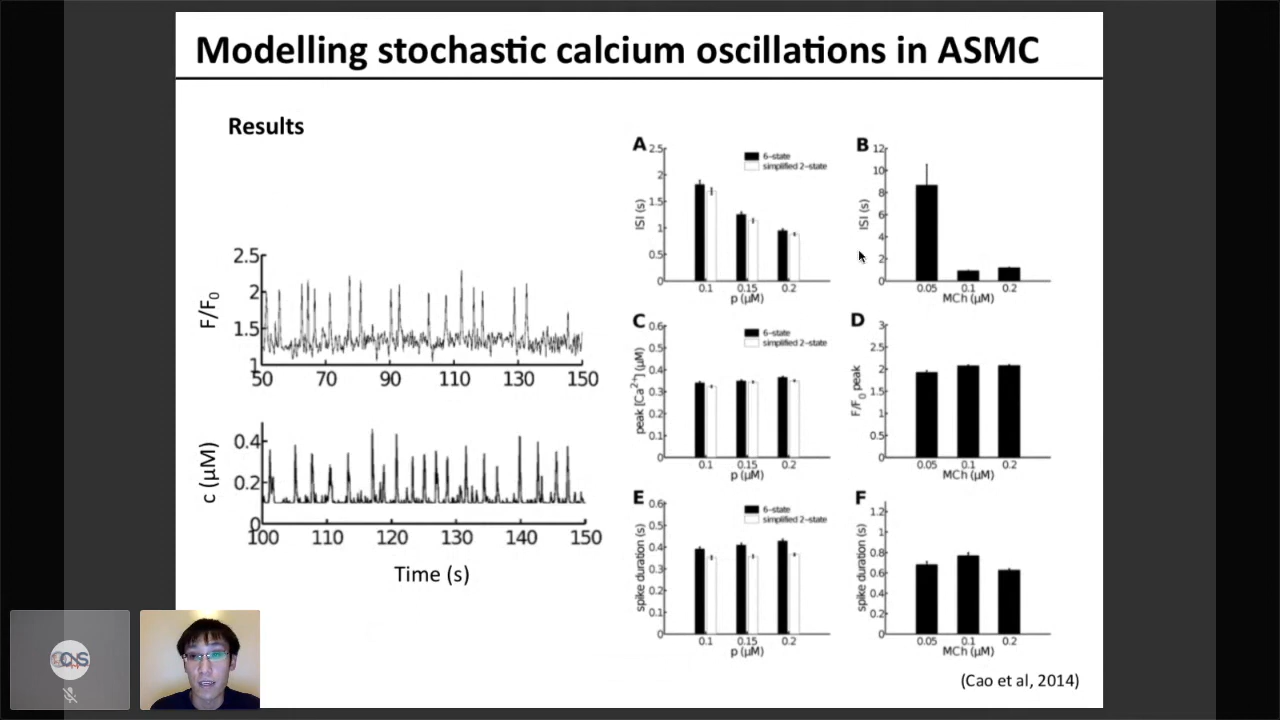 Modelling stochastic calcium oscillations in ASMC
Results
F/F0
2.5
2
1.5
1
50 70 90 110 130 150
c (μM)
0.4
0.2
0
100 110 120 130 140 150
Time (s)
A
ISI (s)
2.5
2
1.5
1
0.5
0
6-state
simplified 2-state
0.1 0.15 0.2
p (μM)
B
ISI (s)
12
10
8
6
4
2
0
0.05 0.1 0.2
MCh (μM)
C
peak [Ca2+] (μM)
0.6
0.5
0.4
0.3
0.2
0.1
0
6-state
simplified 2-state
0.1 0.15 0.2
p (μM)
D
F/F0 peak
3
2.5
2
1.5
1
0.5
0
0.05 0.1 0.2
MCh (μM)
E
spike duration (s)
0.6
0.5
0.4
0.3
0.2
0.1
0
6-state
simplified 2-state
0.1 0.15 0.2
p (μM)
F
spike duration (s)
1.2
1
0.8
0.6
0.4
0.2
0
0.05 0.1 0.2
MCh (μM)
(Cao et al, 2014)